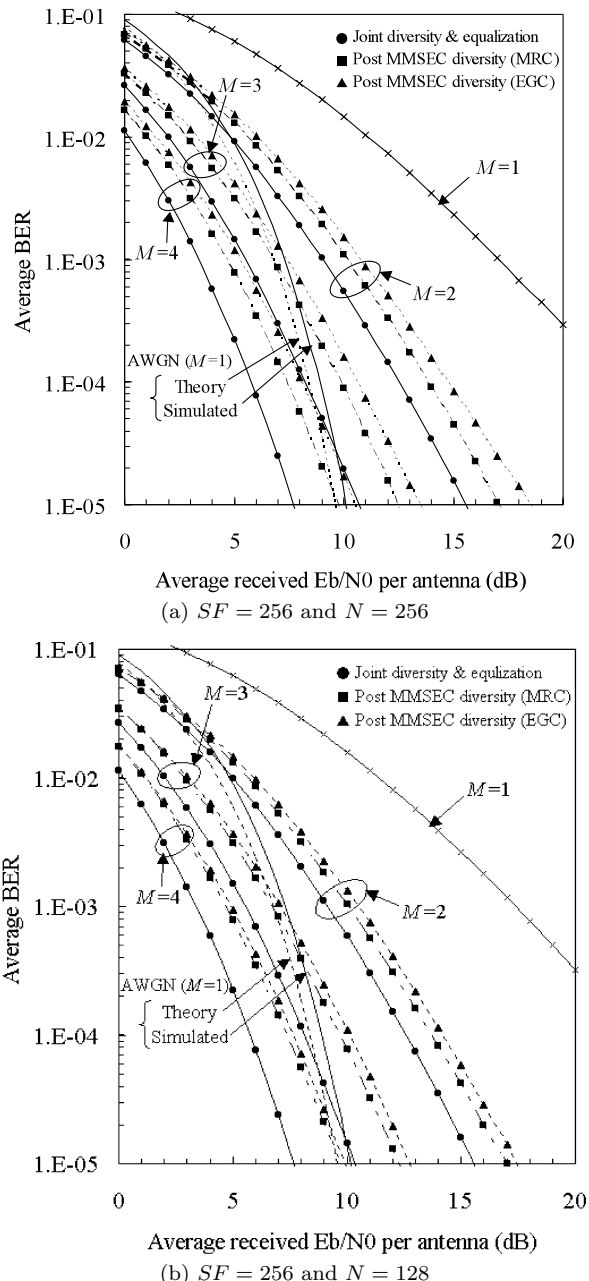 1.E-01
1.E-02
1.E-03
1.E-04
1.E-05
Average BER
Joint diversity & equalization
Post MMSEC diversity (MRC)
Post MMSEC diversity (EGC)
M=3
M=1
M=4
M=2
AWGN (M=1)
Theory
Simulated
0 5 10 15 20
Average received Eb/N0 per antenna (dB)
(a) SF = 256 and N = 256
1.E-01
1.E-02
1.E-03
1.E-04
1.E-05
Average BER
Joint diversity & equlization
Post MMSEC diversity (MRC)
Post MMSEC diversity (EGC)
M=3
M=1
M=4
M=2
AWGN (M=1)
Theory
Simulated
0 5 10 15 20
Average received Eb/N0 per antenna (dB)
(b) SF = 256 and N = 128